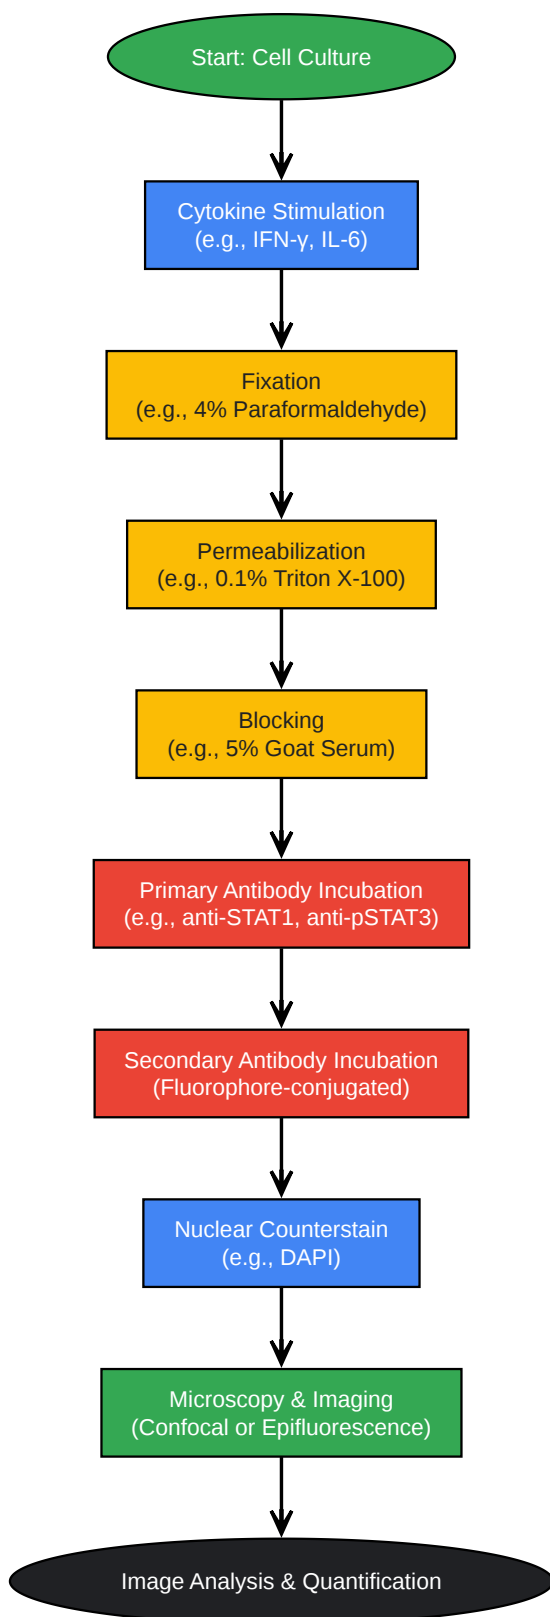 Start: Cell Culture
Cytokine Stimulation
(e.g., IFN-γ, IL-6)
Fixation
(e.g., 4% Paraformaldehyde)
Permeabilization
(e.g., 0.1% Triton X-100)
Blocking
(e.g., 5% Goat Serum)
Primary Antibody Incubation
(e.g., anti-STAT1, anti-pSTAT3)
Secondary Antibody Incubation
(Fluorophore-conjugated)
Nuclear Counterstain
(e.g., DAPI)
Microscopy & Imaging
(Confocal or Epifluorescence)
Image Analysis & Quantification